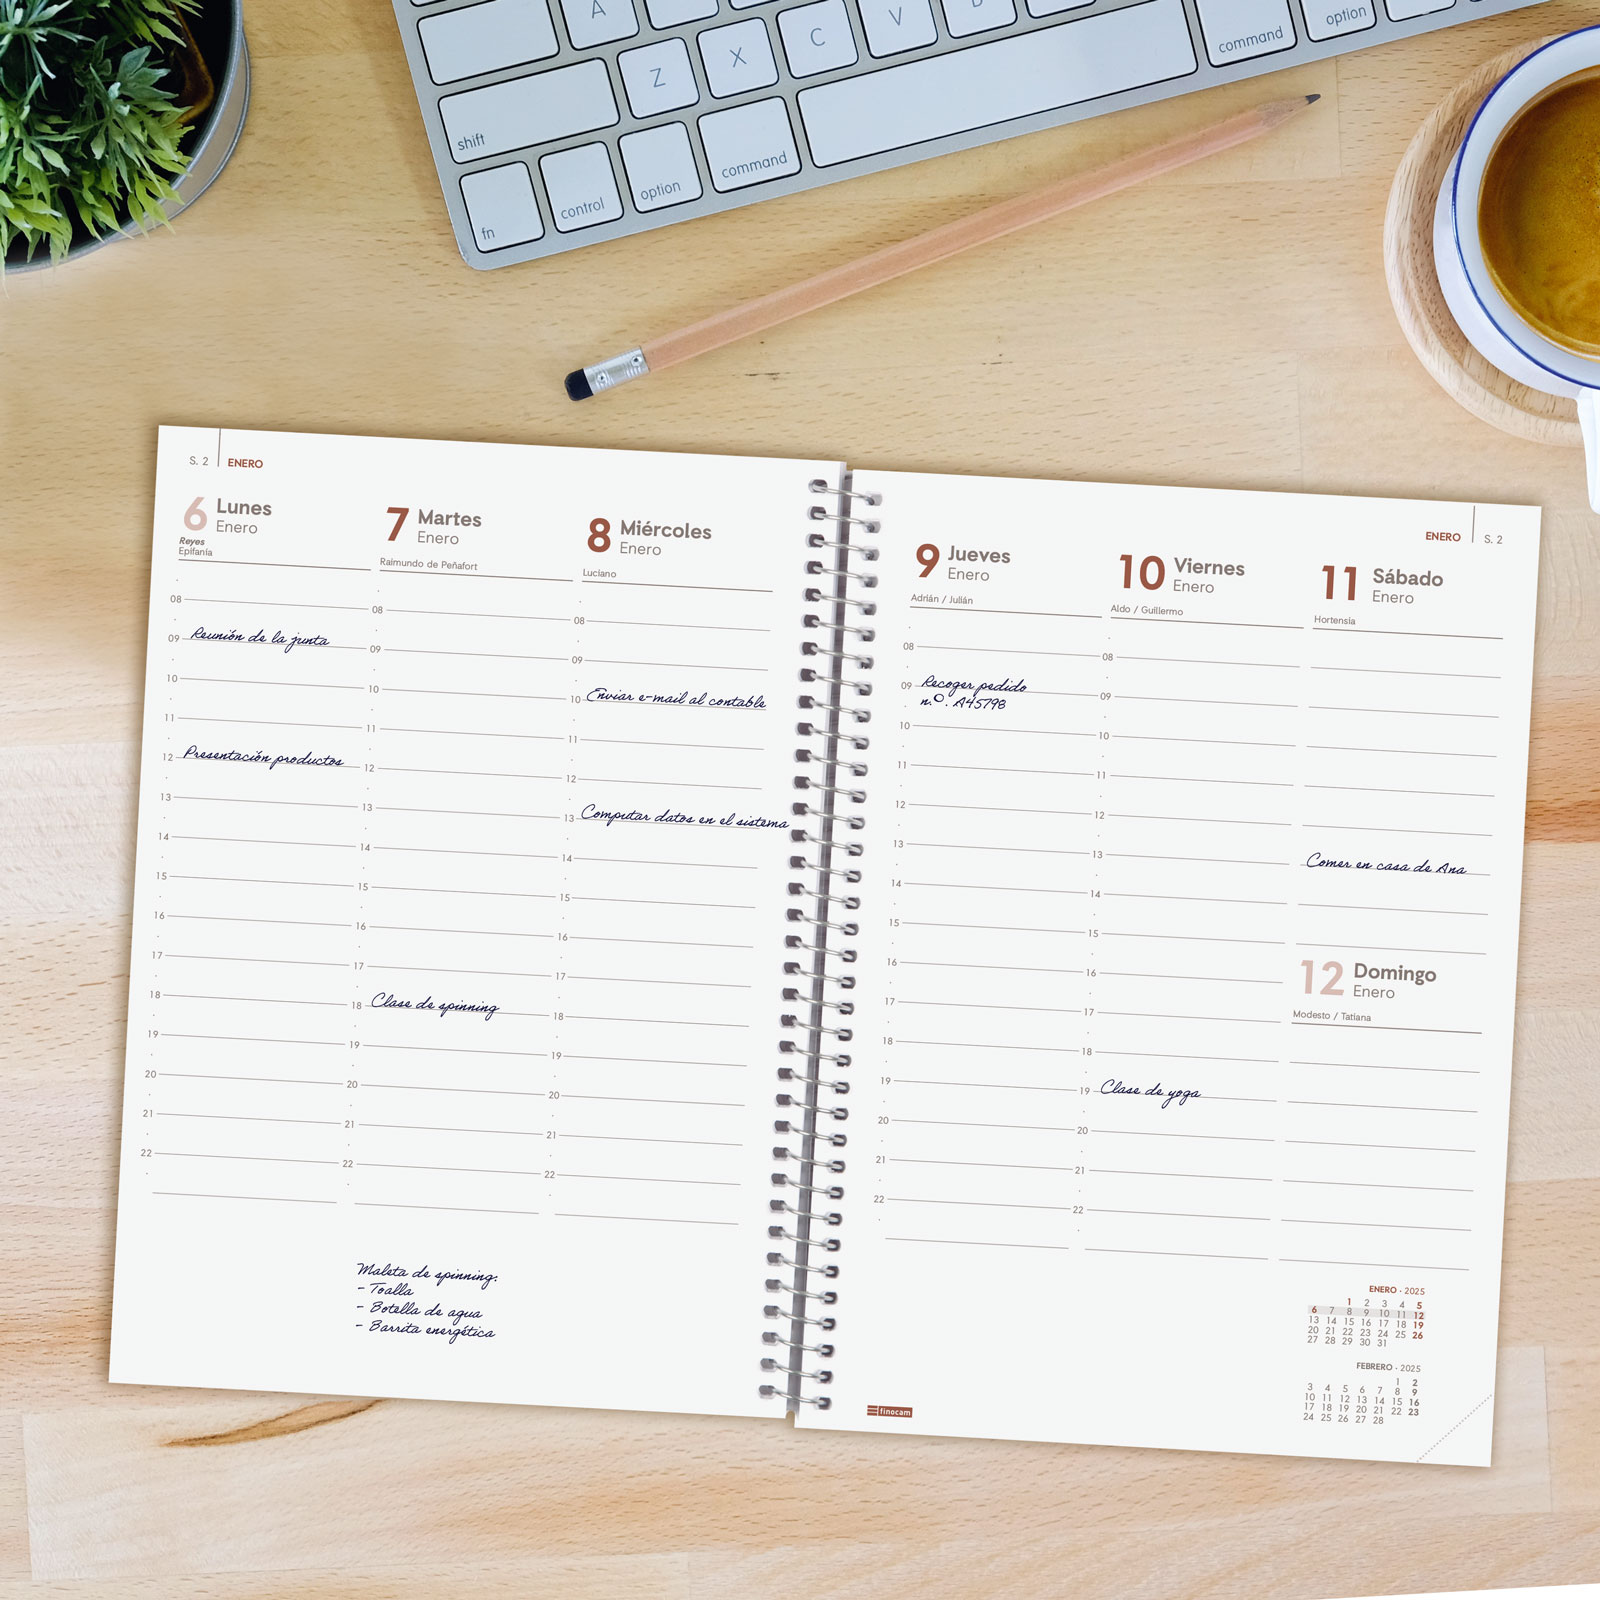 A
Z
X
C
V
B
shift
fn
control
option
command
command
option
S. 2
ENERO
6 Lunes
Enero
Reyes
Epifanía
08
09 Reunión de la junta
10
11
12 Presentación productos
13
14
15
16
17
18
19
20
21
22
7 Martes
Enero
Raimundo de Peñafort
08
09
10
11
12
13
14
15
16
17
18 Clase de spinning
19
20
21
22
Maleta de spinning:
- Toalla
- Botella de agua
- Barrita energética
8 Miércoles
Enero
Luciano
08
09
10 Enviar e-mail al contable
11
12
13 Computar datos en el sistema
14
15
16
17
18
19
20
21
22
ENERO
S. 2
9 Jueves
Enero
Adrián / Julián
08
09 Recoger pedido
n.º. A45798
10
11
12
13
14
15
16
17
18
19
20
21
22
10 Viernes
Enero
Aldo / Guillermo
08
09
10
11
12
13
14
15
16
17
18
19 Clase de yoga
20
21
22
11 Sábado
Enero
Hortensia
Comer en casa de Ana
12 Domingo
Enero
Modesto / Tatiana
ENERO · 2025
1 2 3 4 5
6 7 8 9 10 11 12
13 14 15 16 17 18 19
20 21 22 23 24 25 26
27 28 29 30 31
FEBRERO · 2025
1 2
3 4 5 6 7 8 9
10 11 12 13 14 15 16
17 18 19 20 21 22 23
24 25 26 27 28
finocam